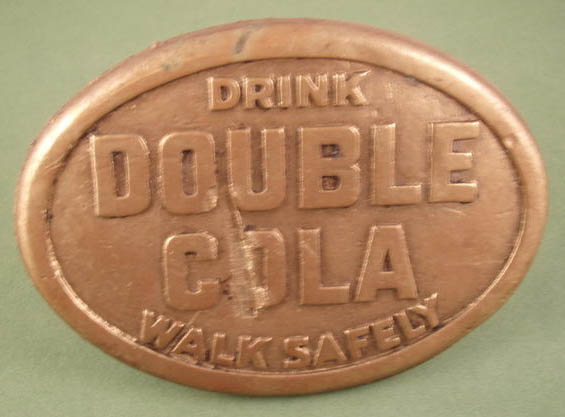 DRINK
DOUBLE
COLA
WALK SAFELY